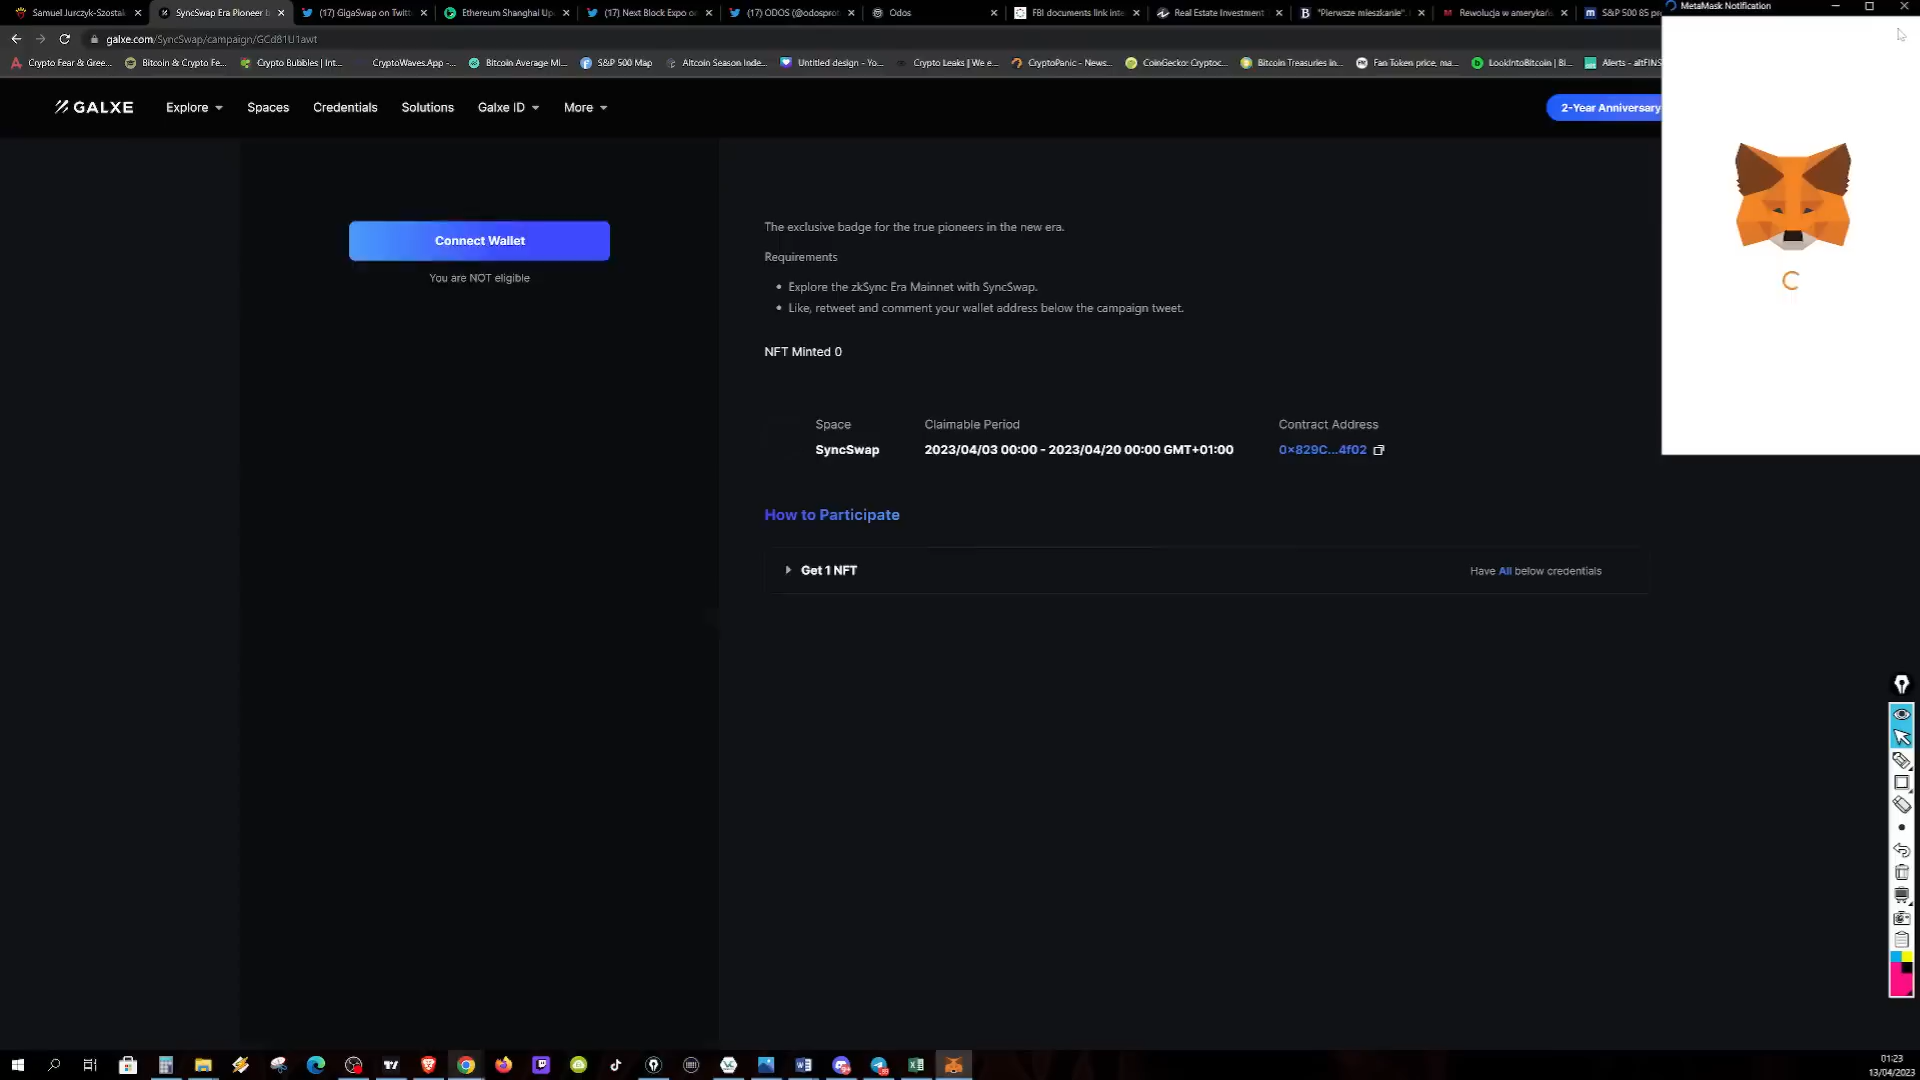 Samuel Jurczyk-Szostak
SyncSwap Era Pioneer b
(17) GigaSwap on Twitt
Ethereum Shanghai Up
(17) Next Block Expo on
(17) ODOS (@odosprot
Odos
FBI documents link inte
Real Estate Investment
"Pierwsze mieszkanie".
Rewolucja w amerykańs
S&P 500 85 pr
MetaMask Notification
galxe.com/SyncSwap/campaign/GCd81U1awt
Crypto Fear & Gree...
Bitcoin & Crypto Fe...
Crypto Bubbles | Int...
CryptoWaves.App -...
Bitcoin Average Mi...
S&P 500 Map
Altcoin Season Inde...
Untitled design - Yo...
Crypto Leaks || We e...
CryptoPanic - News...
CoinGecko: Cryptoc...
Bitcoin Treasuries in...
Fan Token price, ma...
LookIntoBitcoin | Bi...
Alerts - altFINS
GALXE
Explore
Spaces
Credentials
Solutions
Galxe ID
More
2-Year Anniversary
Connect Wallet
You are NOT eligible
The exclusive badge for the true pioneers in the new era.
Requirements
Explore the zkSync Era Mainnet with SyncSwap.
Like, retweet and comment your wallet address below the campaign tweet.
NFT Minted 0
Space Claimable Period Contract Address
SyncSwap 2023/04/03 00:00 - 2023/04/20 00:00 GMT+01:00 0x829C...4f02
How to Participate
Get 1 NFT Have All below credentials
01:23
13/04/2023